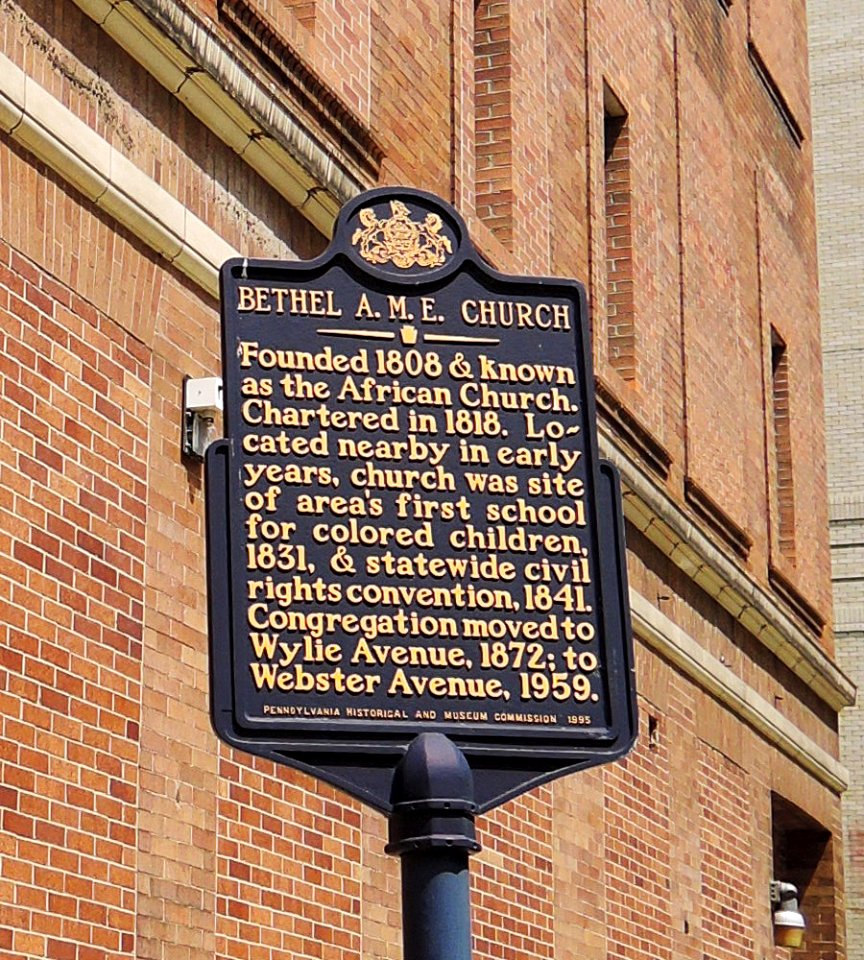 BETHEL A.M.E. CHURCH
Founded 1808 & known
as the African Church.
Chartered in 1818. Lo-
cated nearby in early
years, church was site
of area's first school
for colored children,
1831, & statewide civil
rights convention, 1841.
Congregation moved to
Wylie Avenue, 1872; to
Webster Avenue, 1959.
PENNSYLVANIA HISTORICAL AND MUSEUM COMMISSION 1995